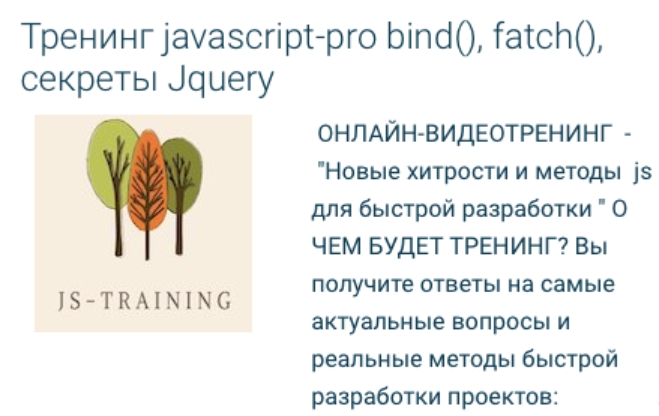 Тренинг javascript-pro bind(), fatch(),
секреты Jquery
JS-TRAINING
ОНЛАЙН-ВИДЕОТРЕНИНГ -
"Новые хитрости и методы js
для быстрой разработки " О
ЧЕМ БУДЕТ ТРЕНИНГ? Вы
получите ответы на самые
актуальные вопросы и
реальные методы быстрой
разработки проектов: